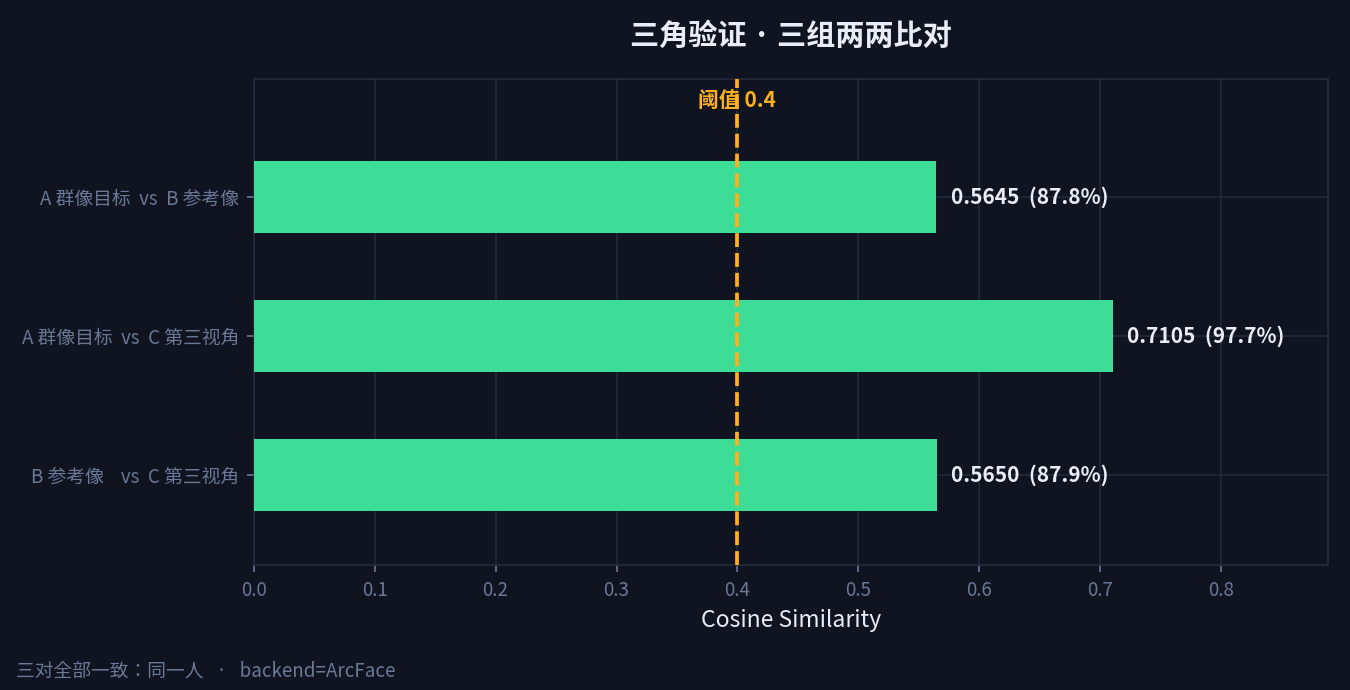 三角验证 · 三组两两比对
阈值 0.4
A 群像目标 vs B 参考像
0.5645 (87.8%)
A 群像目标 vs C 第三视角
0.7105 (97.7%)
B 参考像 vs C 第三视角
0.5650 (87.9%)
0.0 0.1 0.2 0.3 0.4 0.5 0.6 0.7 0.8
Cosine Similarity
三对全部一致：同一人 · backend=ArcFace